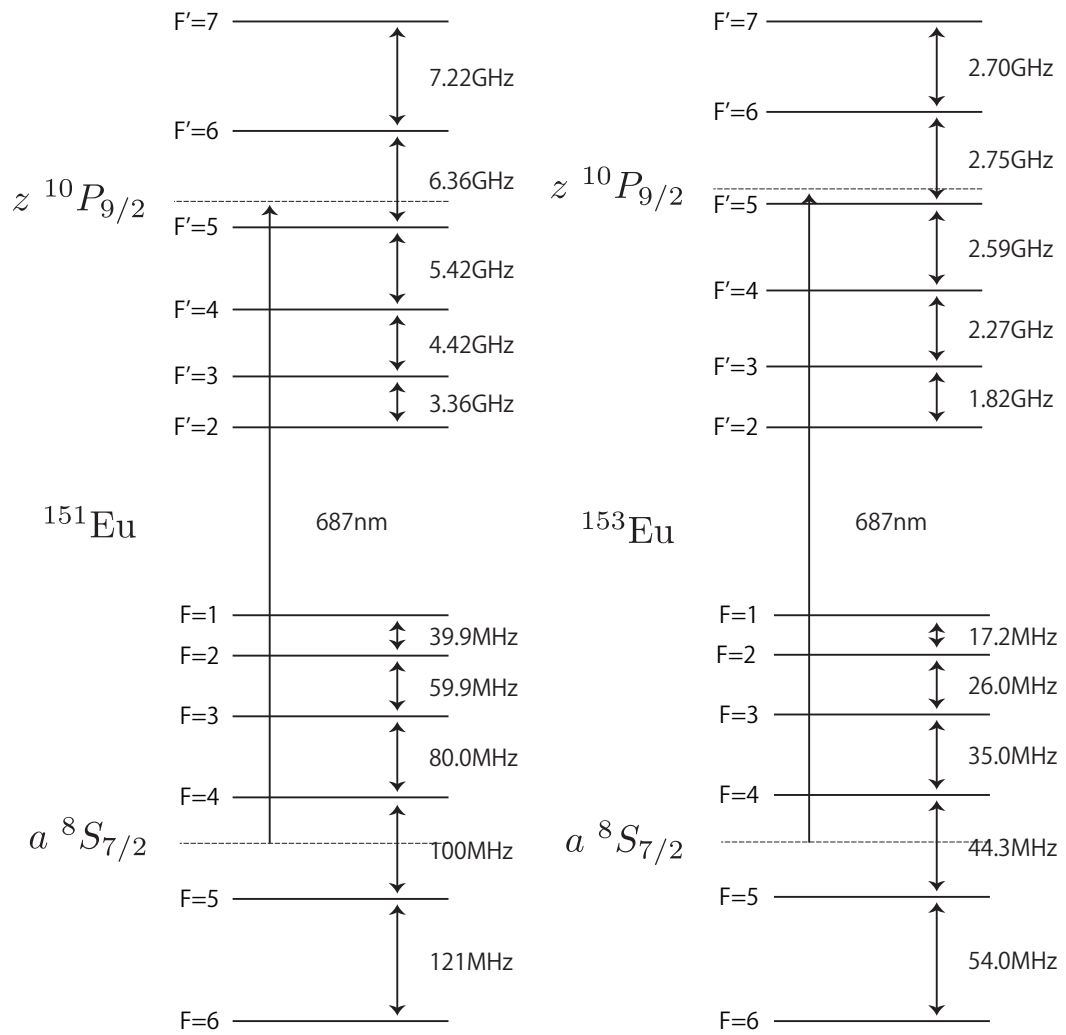 F'=7
7.22GHz
F'=6
6.36GHz
z ¹⁰P₉/₂
F'=5
5.42GHz
F'=4
4.42GHz
F'=3
3.36GHz
F'=2
¹⁵¹Eu
687nm
F=1
39.9MHz
F=2
59.9MHz
F=3
80.0MHz
F=4
a ⁸S₇/₂
100MHz
F=5
121MHz
F=6
F'=7
2.70GHz
F'=6
2.75GHz
z ¹⁰P₉/₂
F'=5
2.59GHz
F'=4
2.27GHz
F'=3
1.82GHz
F'=2
¹⁵³Eu
687nm
F=1
17.2MHz
F=2
26.0MHz
F=3
35.0MHz
F=4
a ⁸S₇/₂
44.3MHz
F=5
54.0MHz
F=6